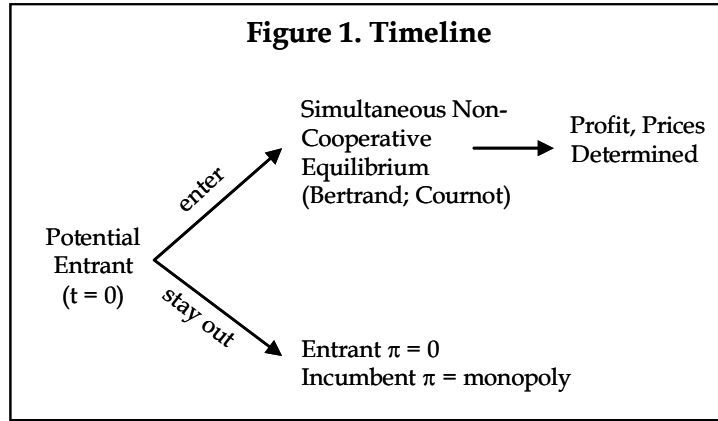 Figure 1. Timeline
Simultaneous Non-
Cooperative
Equilibrium
(Bertrand; Cournot)
Profit, Prices
Determined
enter
Potential
Entrant
(t = 0)
stay out
Entrant π = 0
Incumbent π = monopoly